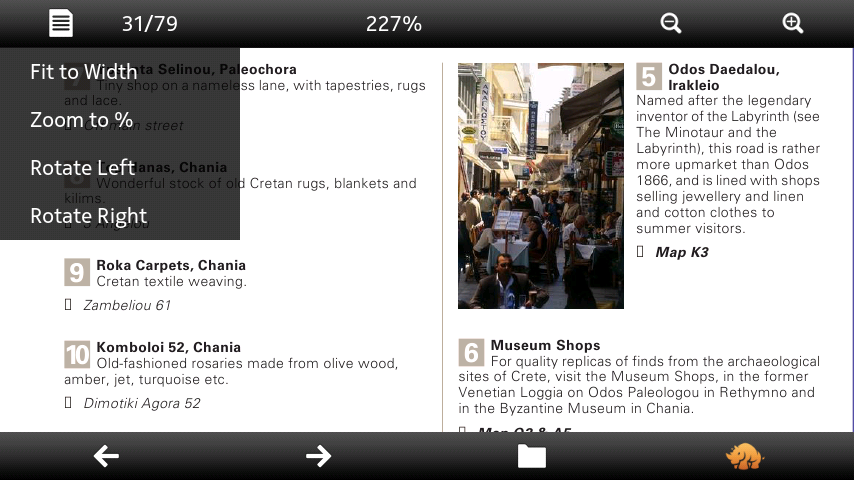 31/79
227%
Fit to Width
Zoom to %
Rotate Left
Rotate Right
Selinou, Paleochora
Tiny shop on a nameless lane, with tapestries, rugs
and lace.
On main street
8
Chania
Wonderful stock of old Cretan rugs, blankets and
kilims.
9
Roka Carpets, Chania
Cretan textile weaving.
Zambeliou 61
10
Komboloi 52, Chania
Old-fashioned rosaries made from olive wood,
amber, jet, turquoise etc.
Dimotiki Agora 52
5
Odos Daedalou,
Irakleio
Named after the legendary
inventor of the Labyrinth (see
The Minotaur and the
Labyrinth), this road is rather
more upmarket than Odos
1866, and is lined with shops
selling jewellery and linen
and cotton clothes to
summer visitors.
Map K3
6
Museum Shops
For quality replicas of finds from the archaeological
sites of Crete, visit the Museum Shops, in the former
Venetian Loggia on Odos Paleologou in Rethymno and
in the Byzantine Museum in Chania.